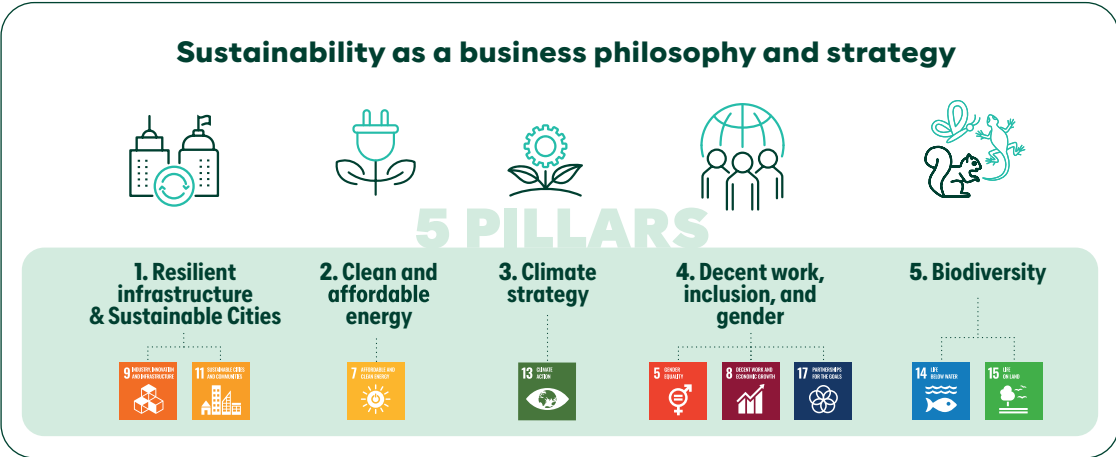 Sustainability as a business philosophy and strategy
5 PILLARS
1. Resilient
infrastructure
& Sustainable Cities
2. Clean and
affordable
energy
3. Climate
strategy
4. Decent work,
inclusion, and
gender
5. Biodiversity
9 INDUSTRY, INNOVATION
AND INFRASTRUCTURE
11 SUSTAINABLE CITIES
AND COMMUNITIES
7 AFFORDABLE AND
CLEAN ENERGY
13 CLIMATE
ACTION
5 GENDER
EQUALITY
8 DECENT WORK AND
ECONOMIC GROWTH
17 PARTNERSHIPS
FOR THE GOALS
14 LIFE
BELOW WATER
15 LIFE
ON LAND